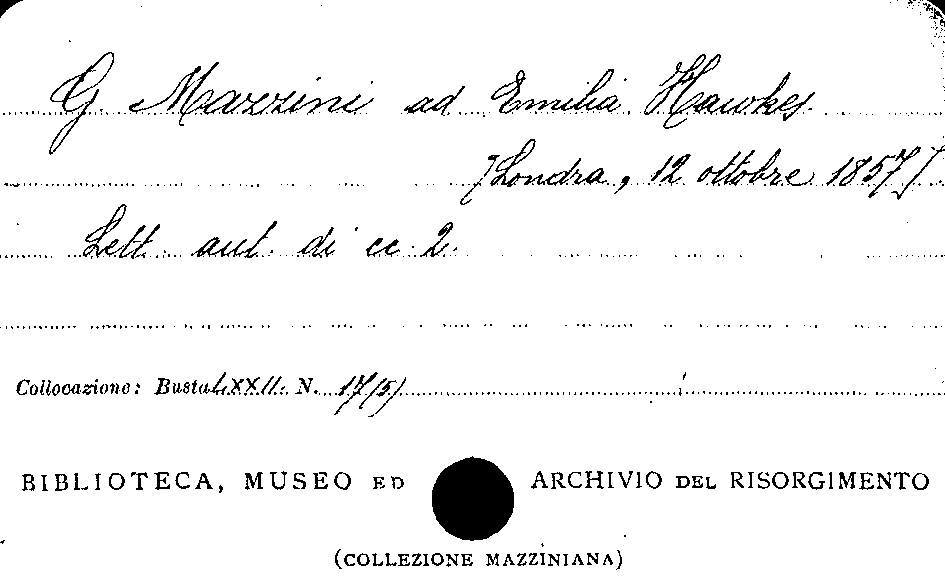 G. Mazzini ad Emilia Hawkes.
[Londra, 12 ottobre 1857]
Lett. aut. di cc 2.
Collocazione: Busta LXXII. N. 17(5)
BIBLIOTECA, MUSEO ED ARCHIVIO DEL RISORGIMENTO
(COLLEZIONE MAZZINIANA)